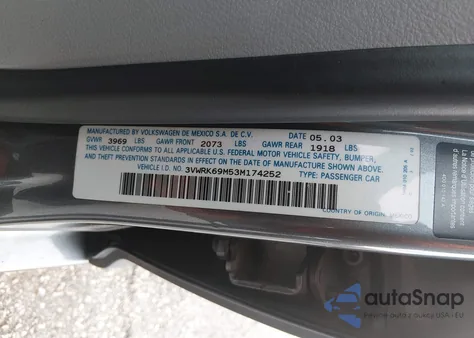 MANUFACTURED BY VOLKSWAGEN DE MEXICO S.A. DE C.V. DATE 05.03
GVWR 3969 LBS GAWR FRONT 2073 LBS GAWR REAR 1918 LBS
THIS VEHICLE CONFORMS TO ALL APPLICABLE U.S. FEDERAL MOTOR VEHICLE SAFETY, BUMPER,
AND THEFT PREVENTION STANDARDS IN EFFECT ON THE DATE OF MANUFACTURE SHOWN ABOVE.
VEHICLE I.D. NO. 3VWRK69M53M174252 TYPE: PASSENGER CAR
COUNTRY OF ORIGIN: MEXICO
autoSnap